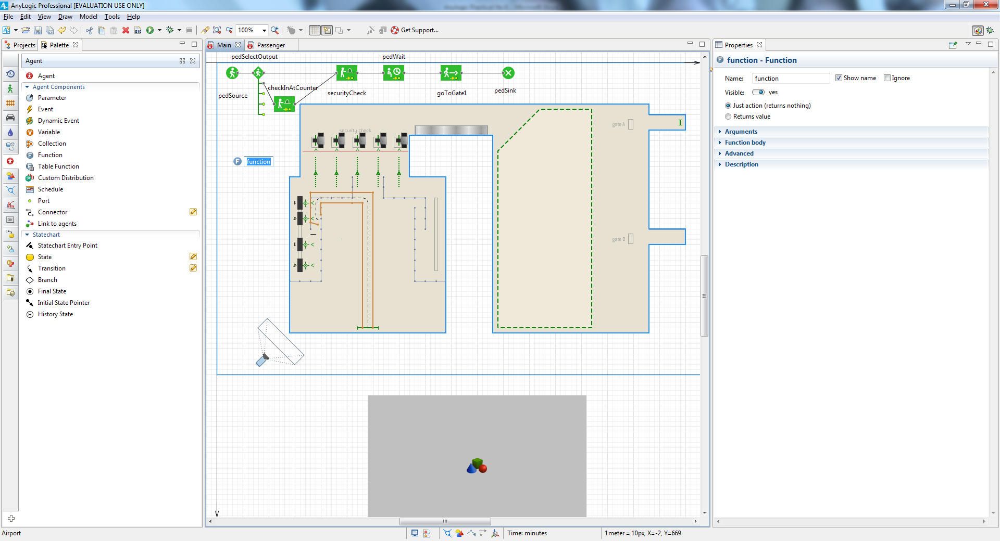 AnyLogic Professional [EVALUATION USE ONLY]
File Edit View Draw Model Tools Help
100% Get Support...
Projects Palette
Agent
Agent
Agent Components
Parameter
Event
Dynamic Event
Variable
Collection
Function
Table Function
Custom Distribution
Schedule
Port
Connector
Link to agents
Statechart
Statechart Entry Point
State
Transition
Branch
Final State
Initial State Pointer
History State
Main Passenger
pedSelectOutput pedWait
checkInAtCounter
pedSource securityCheck goToGate1 pedSink
security check
gate A
function
gate B
Properties
function - Function
Name: function Show name Ignore
Visible: yes
Just action (returns nothing)
Returns value
Arguments
Function body
Advanced
Description
Airport Time: minutes 1meter = 10px, X=-2, Y=669